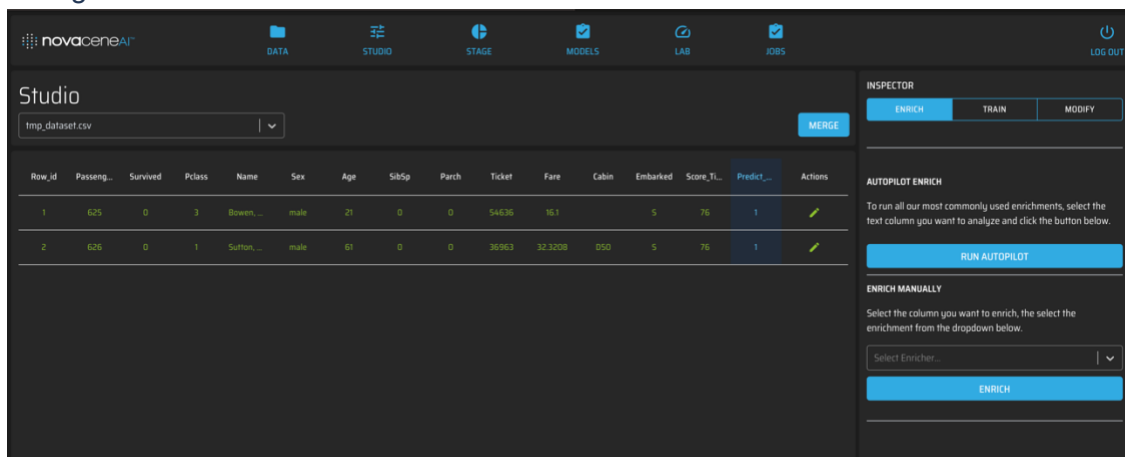 novaceneAI™
DATA
STUDIO
STAGE
MODELS
LAB
JOBS
LOG OUT
Studio
tmp_dataset.csv
MERGE
Row_id Passeng... Survived Pclass Name Sex Age SibSp Parch Ticket Fare Cabin Embarked Score_Ti... Predict_... Actions
1 625 0 3 Bowen, ... male 21 0 0 54636 16.1 S 76 1
2 626 0 1 Sutton, ... male 61 0 0 36963 32.3208 D50 S 76 1
INSPECTOR
ENRICH TRAIN MODIFY
AUTOPILOT ENRICH
To run all our most commonly used enrichments, select the
text column you want to analyze and click the button below.
RUN AUTOPILOT
ENRICH MANUALLY
Select the column you want to enrich, the select the
enrichment from the dropdown below.
Select Enricher...
ENRICH